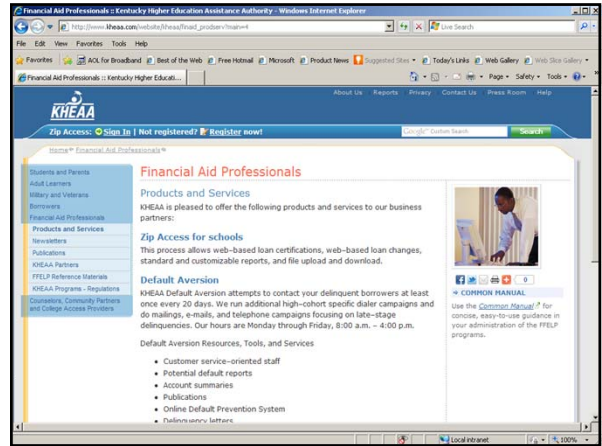 Financial Aid Professionals :: Kentucky Higher Education Assistance Authority - Windows Internet Explorer
http://www.kheaa.com/website/kheaa/finaid_prodserv?main=4
Live Search
File Edit View Favorites Tools Help
Favorites AOL for Broadband Best of the Web Free Hotmail Microsoft Product News Suggested Sites Today's Links Web Gallery Web Slice Gallery
Financial Aid Professionals :: Kentucky Higher Educati...
Page Safety Tools
About Us Reports Privacy Contact Us Press Room Help
KHEAA
Zip Access: Sign In | Not registered? Register now!
Google™ Custom Search
Search
Home Financial Aid Professionals
Students and Parents
Adult Learners
Military and Veterans
Borrowers
Financial Aid Professionals
Products and Services
Newsletters
Publications
KHEAA Partners
FFELP Reference Materials
KHEAA Programs - Regulations
Counselors, Community Partners
and College Access Providers
Financial Aid Professionals
Products and Services
KHEAA is pleased to offer the following products and services to our business
partners:
Zip Access for schools
This process allows web-based loan certifications, web-based loan changes,
standard and customizable reports, and file upload and download.
Default Aversion
KHEAA Default Aversion attempts to contact your delinquent borrowers at least
once every 20 days. We run additional high-cohort specific dialer campaigns and
do mailings, e-mails, and telephone campaigns focusing on late-stage
delinquencies. Our hours are Monday through Friday, 8:00 a.m. – 4:00 p.m.
Default Aversion Resources, Tools, and Services
• Customer service-oriented staff
• Potential default reports
• Account summaries
• Publications
• Online Default Prevention System
• Delinquency letters
0
COMMON MANUAL
Use the Common Manual for
concise, easy-to-use guidance in
your administration of the FFELP
programs.
Local intranet
100%